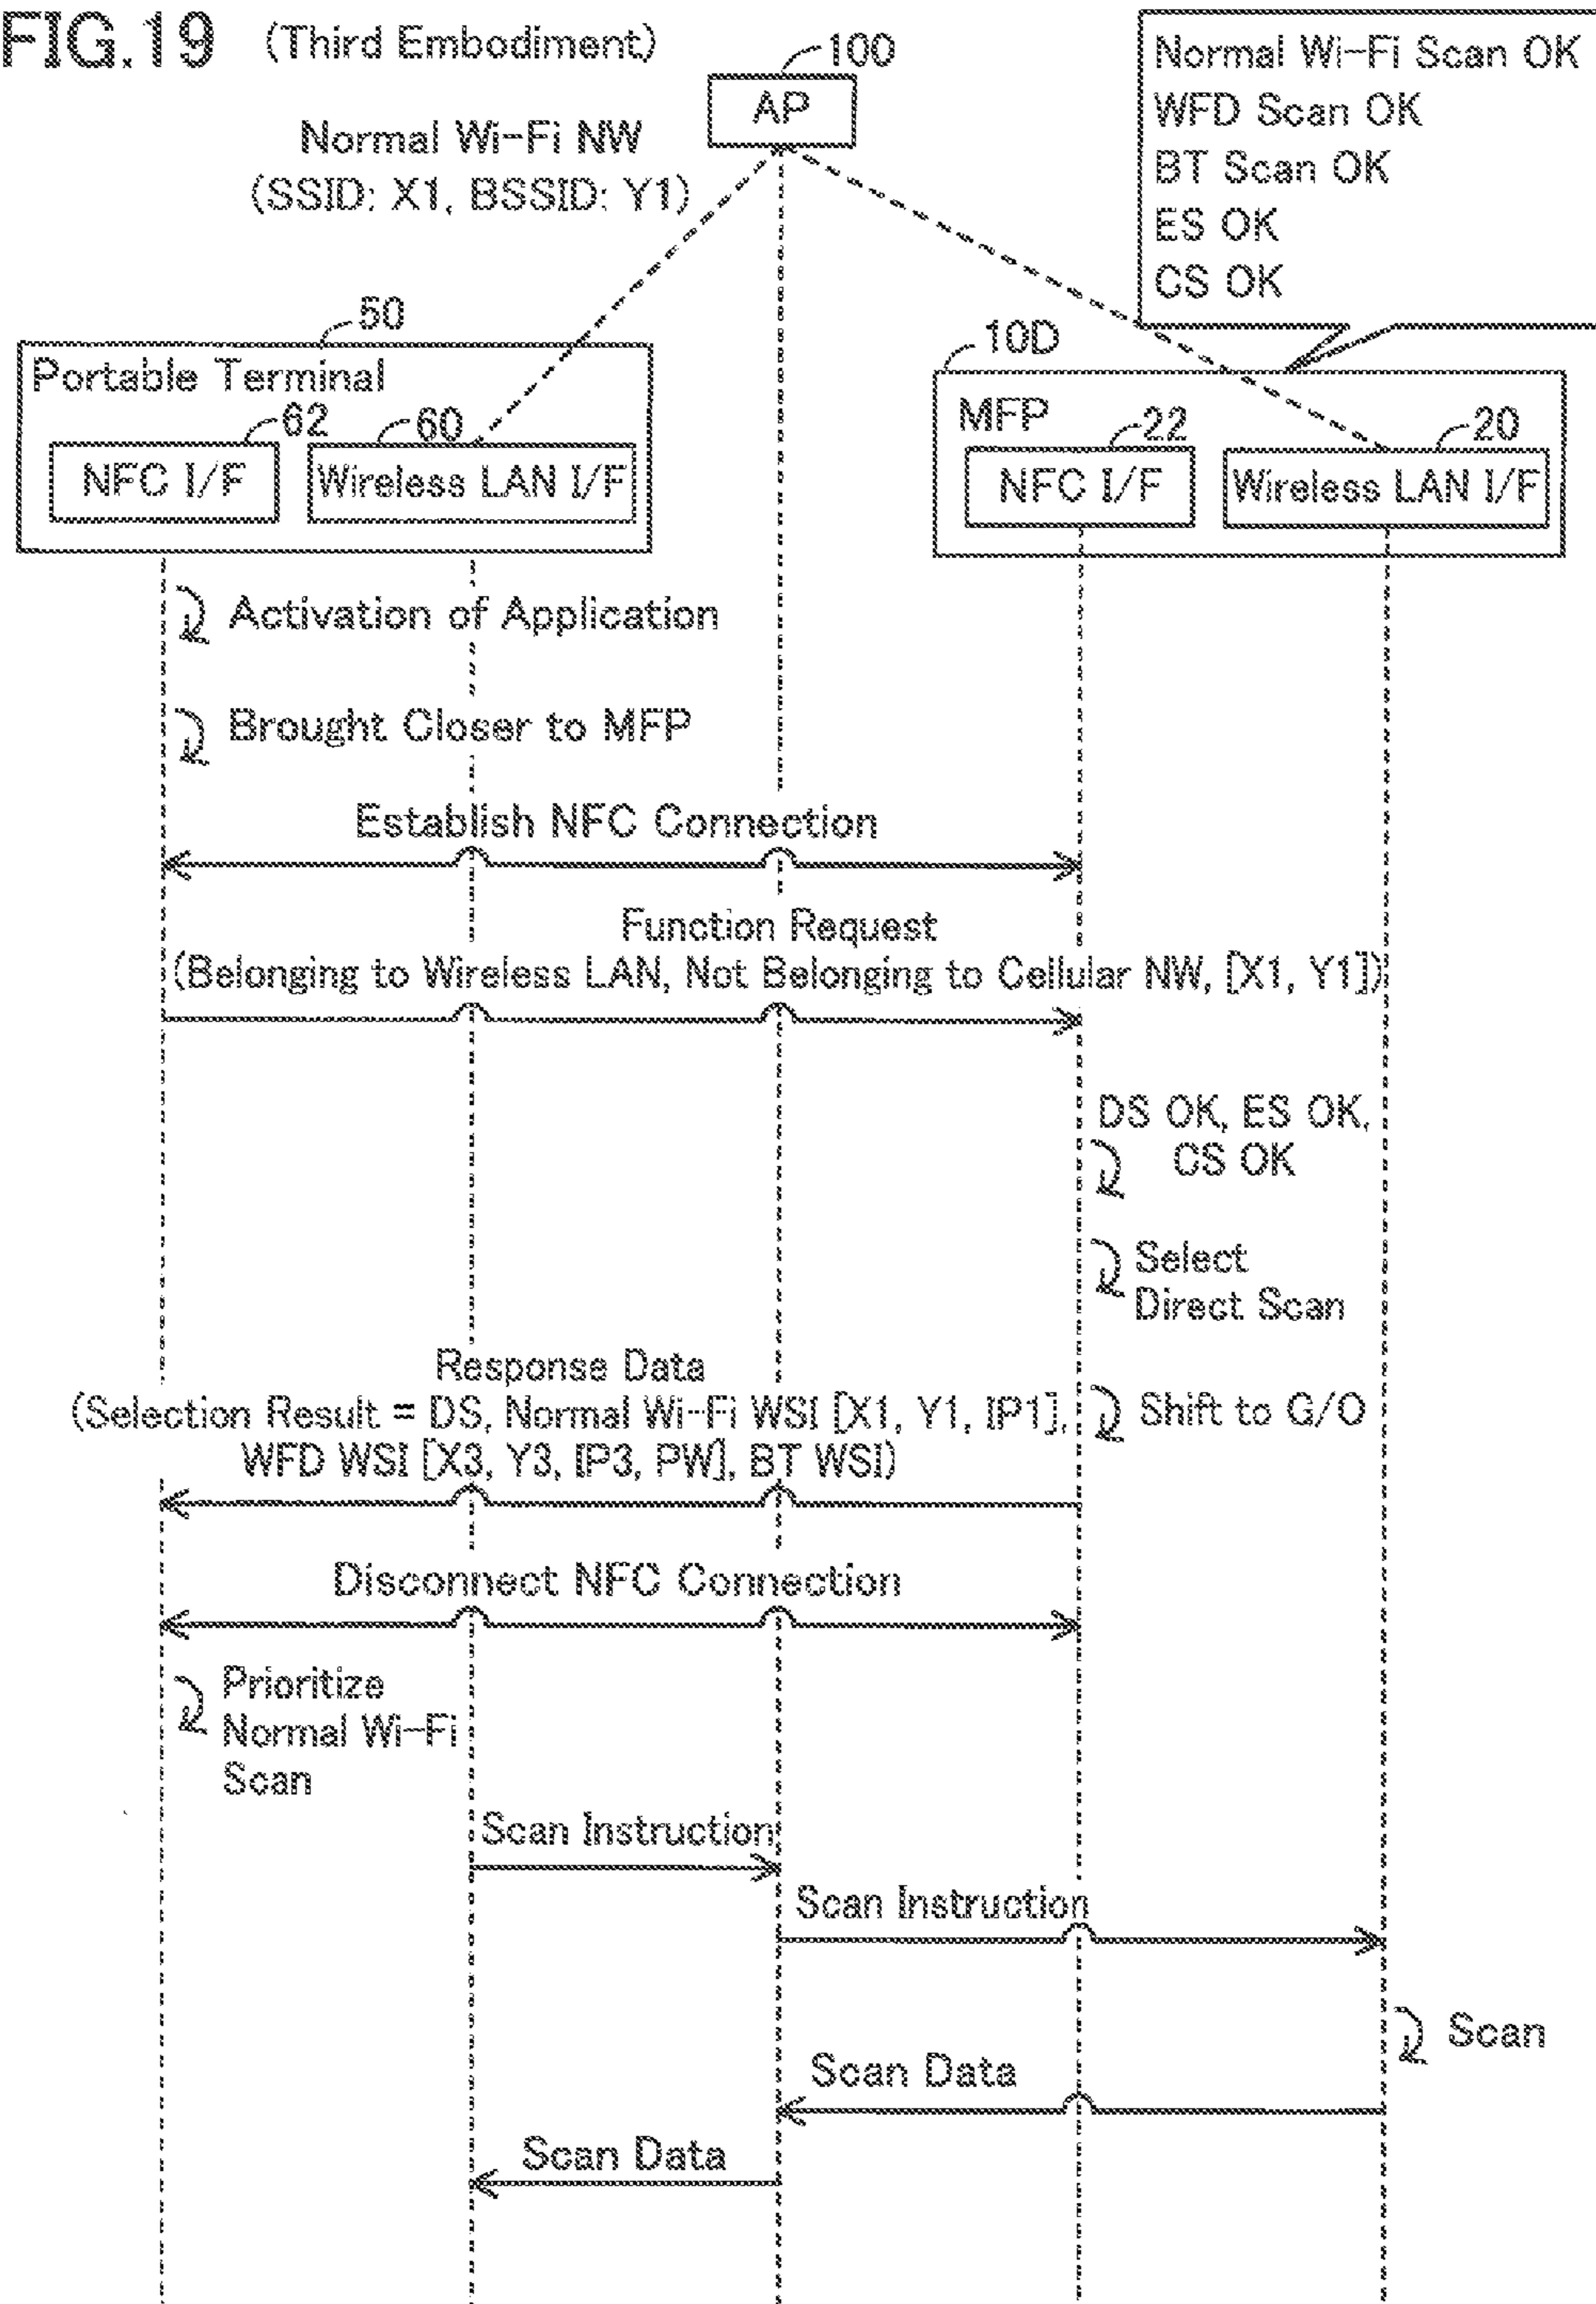 FIG.19 (Third Embodiment)
100
AP
Normal Wi-Fi NW
(SSID: X1, BSSID: Y1)
Normal Wi-Fi Scan OK
WFD Scan OK
BT Scan OK
ES OK
CS OK
50
Portable Terminal
62
60
NFC I/F
Wireless LAN I/F
10D
MFP
22
20
NFC I/F
Wireless LAN I/F
Activation of Application
Brought Closer to MFP
Establish NFC Connection
Function Request
(Belonging to Wireless LAN, Not Belonging to Cellular NW, [X1, Y1])
DS OK, ES OK,
CS OK
Select
Direct Scan
Shift to G/O
Response Data
(Selection Result = DS, Normal Wi-Fi WSI [X1, Y1, IP1],
WFD WSI [X3, Y3, IP3, PW], BT WSI)
Disconnect NFC Connection
Prioritize
Normal Wi-Fi
Scan
Scan Instruction
Scan Instruction
Scan
Scan Data
Scan Data